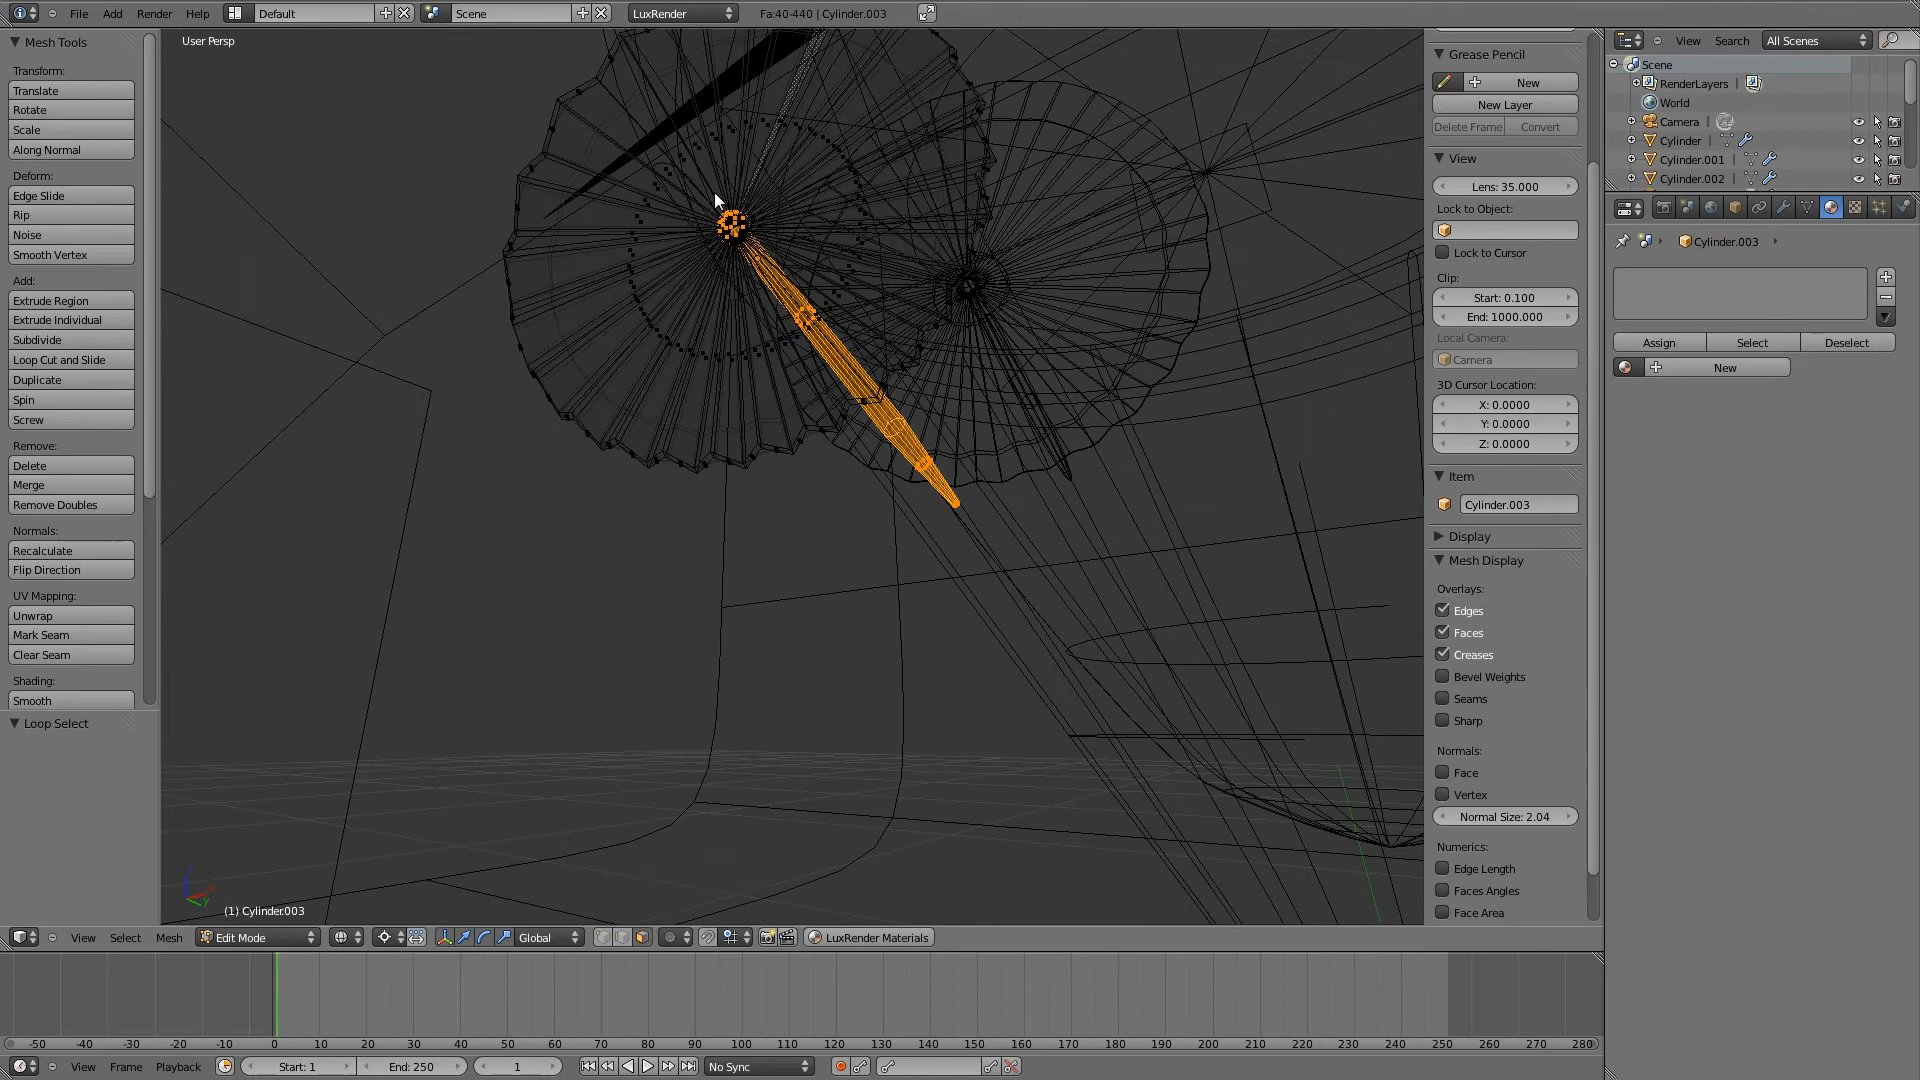 File Add Render Help Default Scene LuxRender Fa:40-440 | Cylinder.003
Mesh Tools
Transform:
Translate
Rotate
Scale
Along Normal
Deform:
Edge Slide
Rip
Noise
Smooth Vertex
Add:
Extrude Region
Extrude Individual
Subdivide
Loop Cut and Slide
Duplicate
Spin
Screw
Remove:
Delete
Merge
Remove Doubles
Normals:
Recalculate
Flip Direction
UV Mapping:
Unwrap
Mark Seam
Clear Seam
Shading:
Smooth
Loop Select
User Persp
(1) Cylinder.003
Grease Pencil
New
New Layer
Delete Frame Convert
View
Lens: 35.000
Lock to Object:
Lock to Cursor
Clip:
Start: 0.100
End: 1000.000
Local Camera:
Camera
3D Cursor Location:
X: 0.0000
Y: 0.0000
Z: 0.0000
Item
Cylinder.003
Display
Mesh Display
Overlays:
Edges
Faces
Creases
Bevel Weights
Seams
Sharp
Normals:
Face
Vertex
Normal Size: 2.04
Numerics:
Edge Length
Faces Angles
Face Area
View Search All Scenes
Scene
RenderLayers |
World
Camera |
Cylinder |
Cylinder.001 |
Cylinder.002 |
Cylinder.003
Assign Select Deselect
New
View Select Mesh Edit Mode Global LuxRender Materials
-50 -40 -30 -20 -10 0 10 20 30 40 50 60 70 80 90 100 110 120 130 140 150 160 170 180 190 200 210 220 230 240 250 260 270 280
View Frame Playback Start: 1 End: 250 1 No Sync